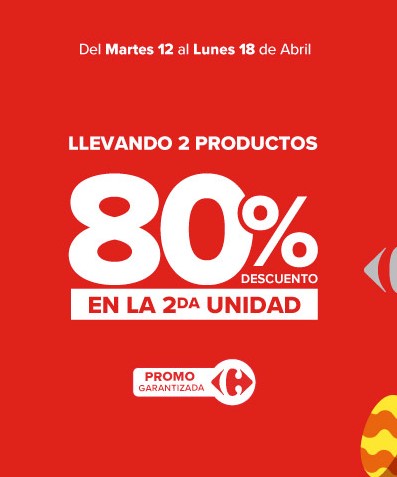 Del Martes 12 al Lunes 18 de Abril
LLEVANDO 2 PRODUCTOS
80%
DESCUENTO
EN LA 2DA UNIDAD
PROMO
GARANTIZADA